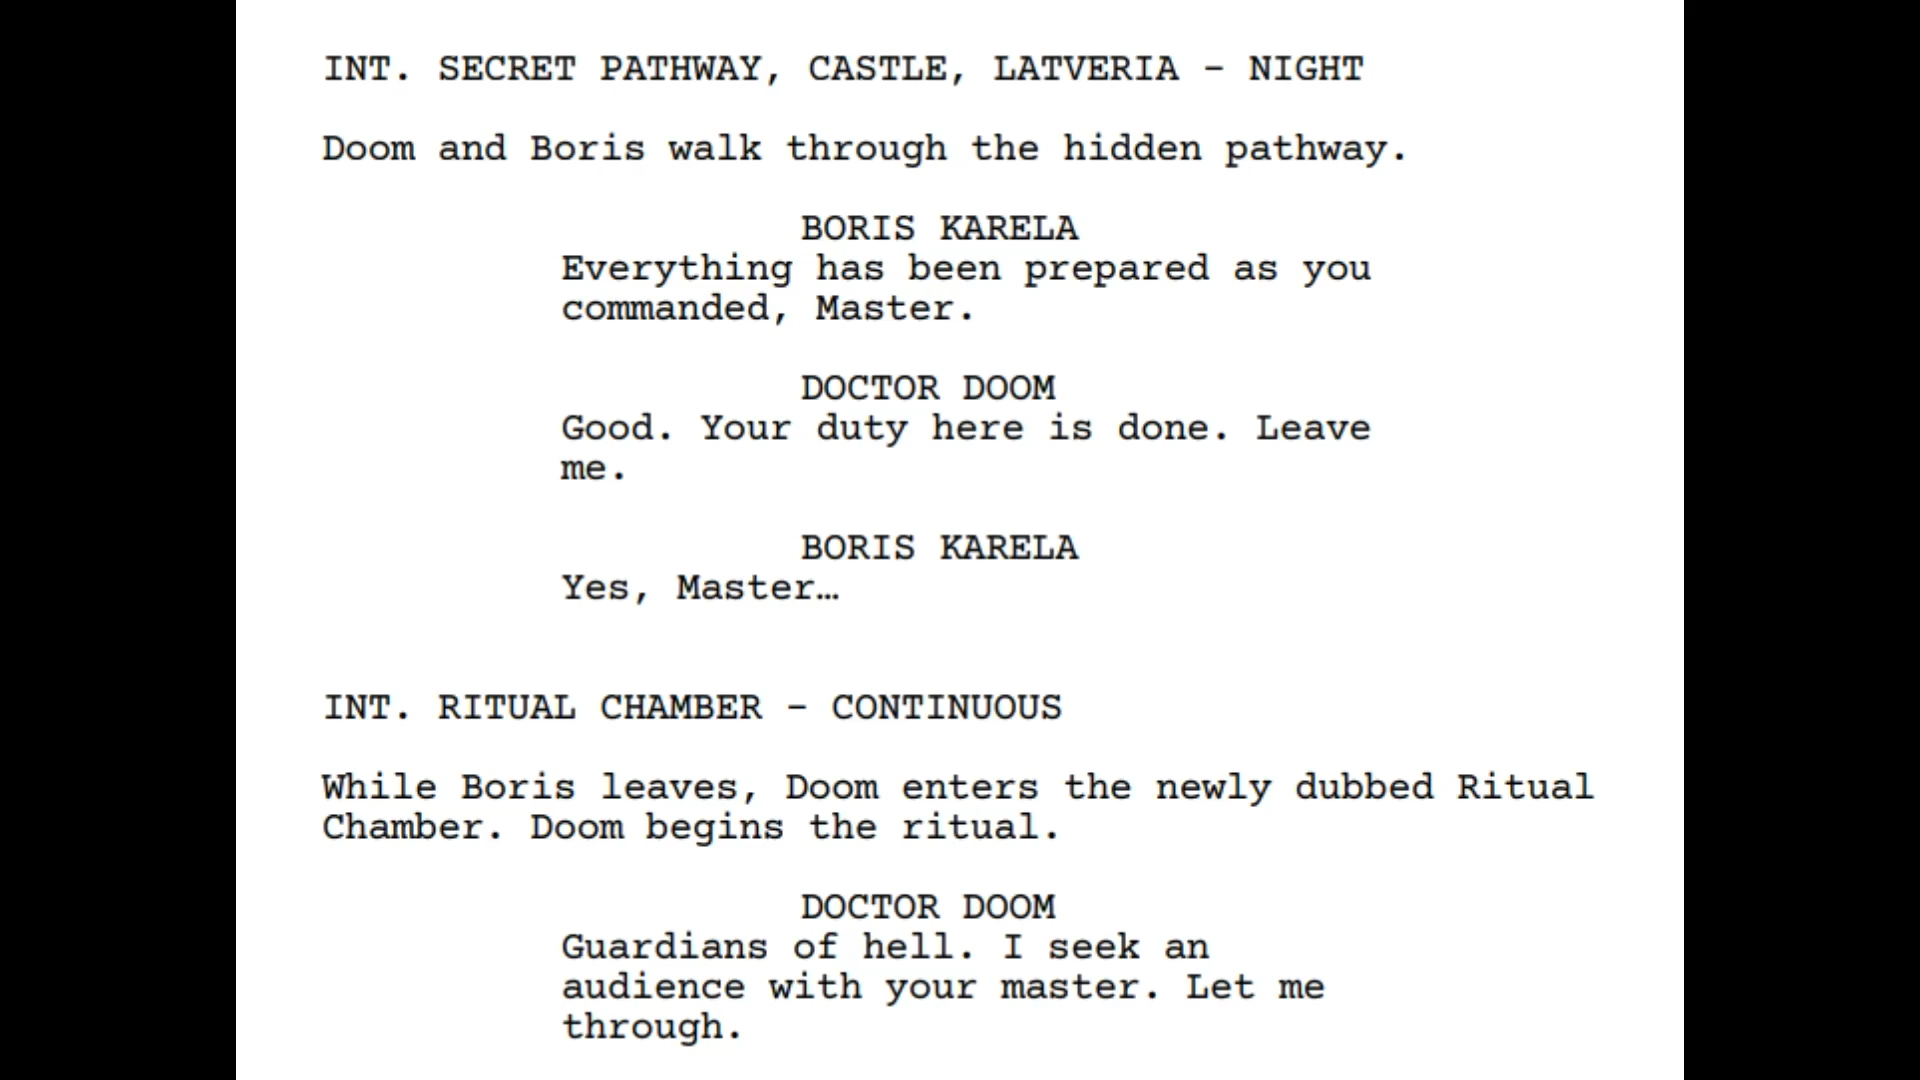 INT. SECRET PATHWAY, CASTLE, LATVERIA - NIGHT
Doom and Boris walk through the hidden pathway.
BORIS KARELA
Everything has been prepared as you
commanded, Master.
DOCTOR DOOM
Good. Your duty here is done. Leave
me.
BORIS KARELA
Yes, Master…
INT. RITUAL CHAMBER - CONTINUOUS
While Boris leaves, Doom enters the newly dubbed Ritual
Chamber. Doom begins the ritual.
DOCTOR DOOM
Guardians of hell. I seek an
audience with your master. Let me
through.